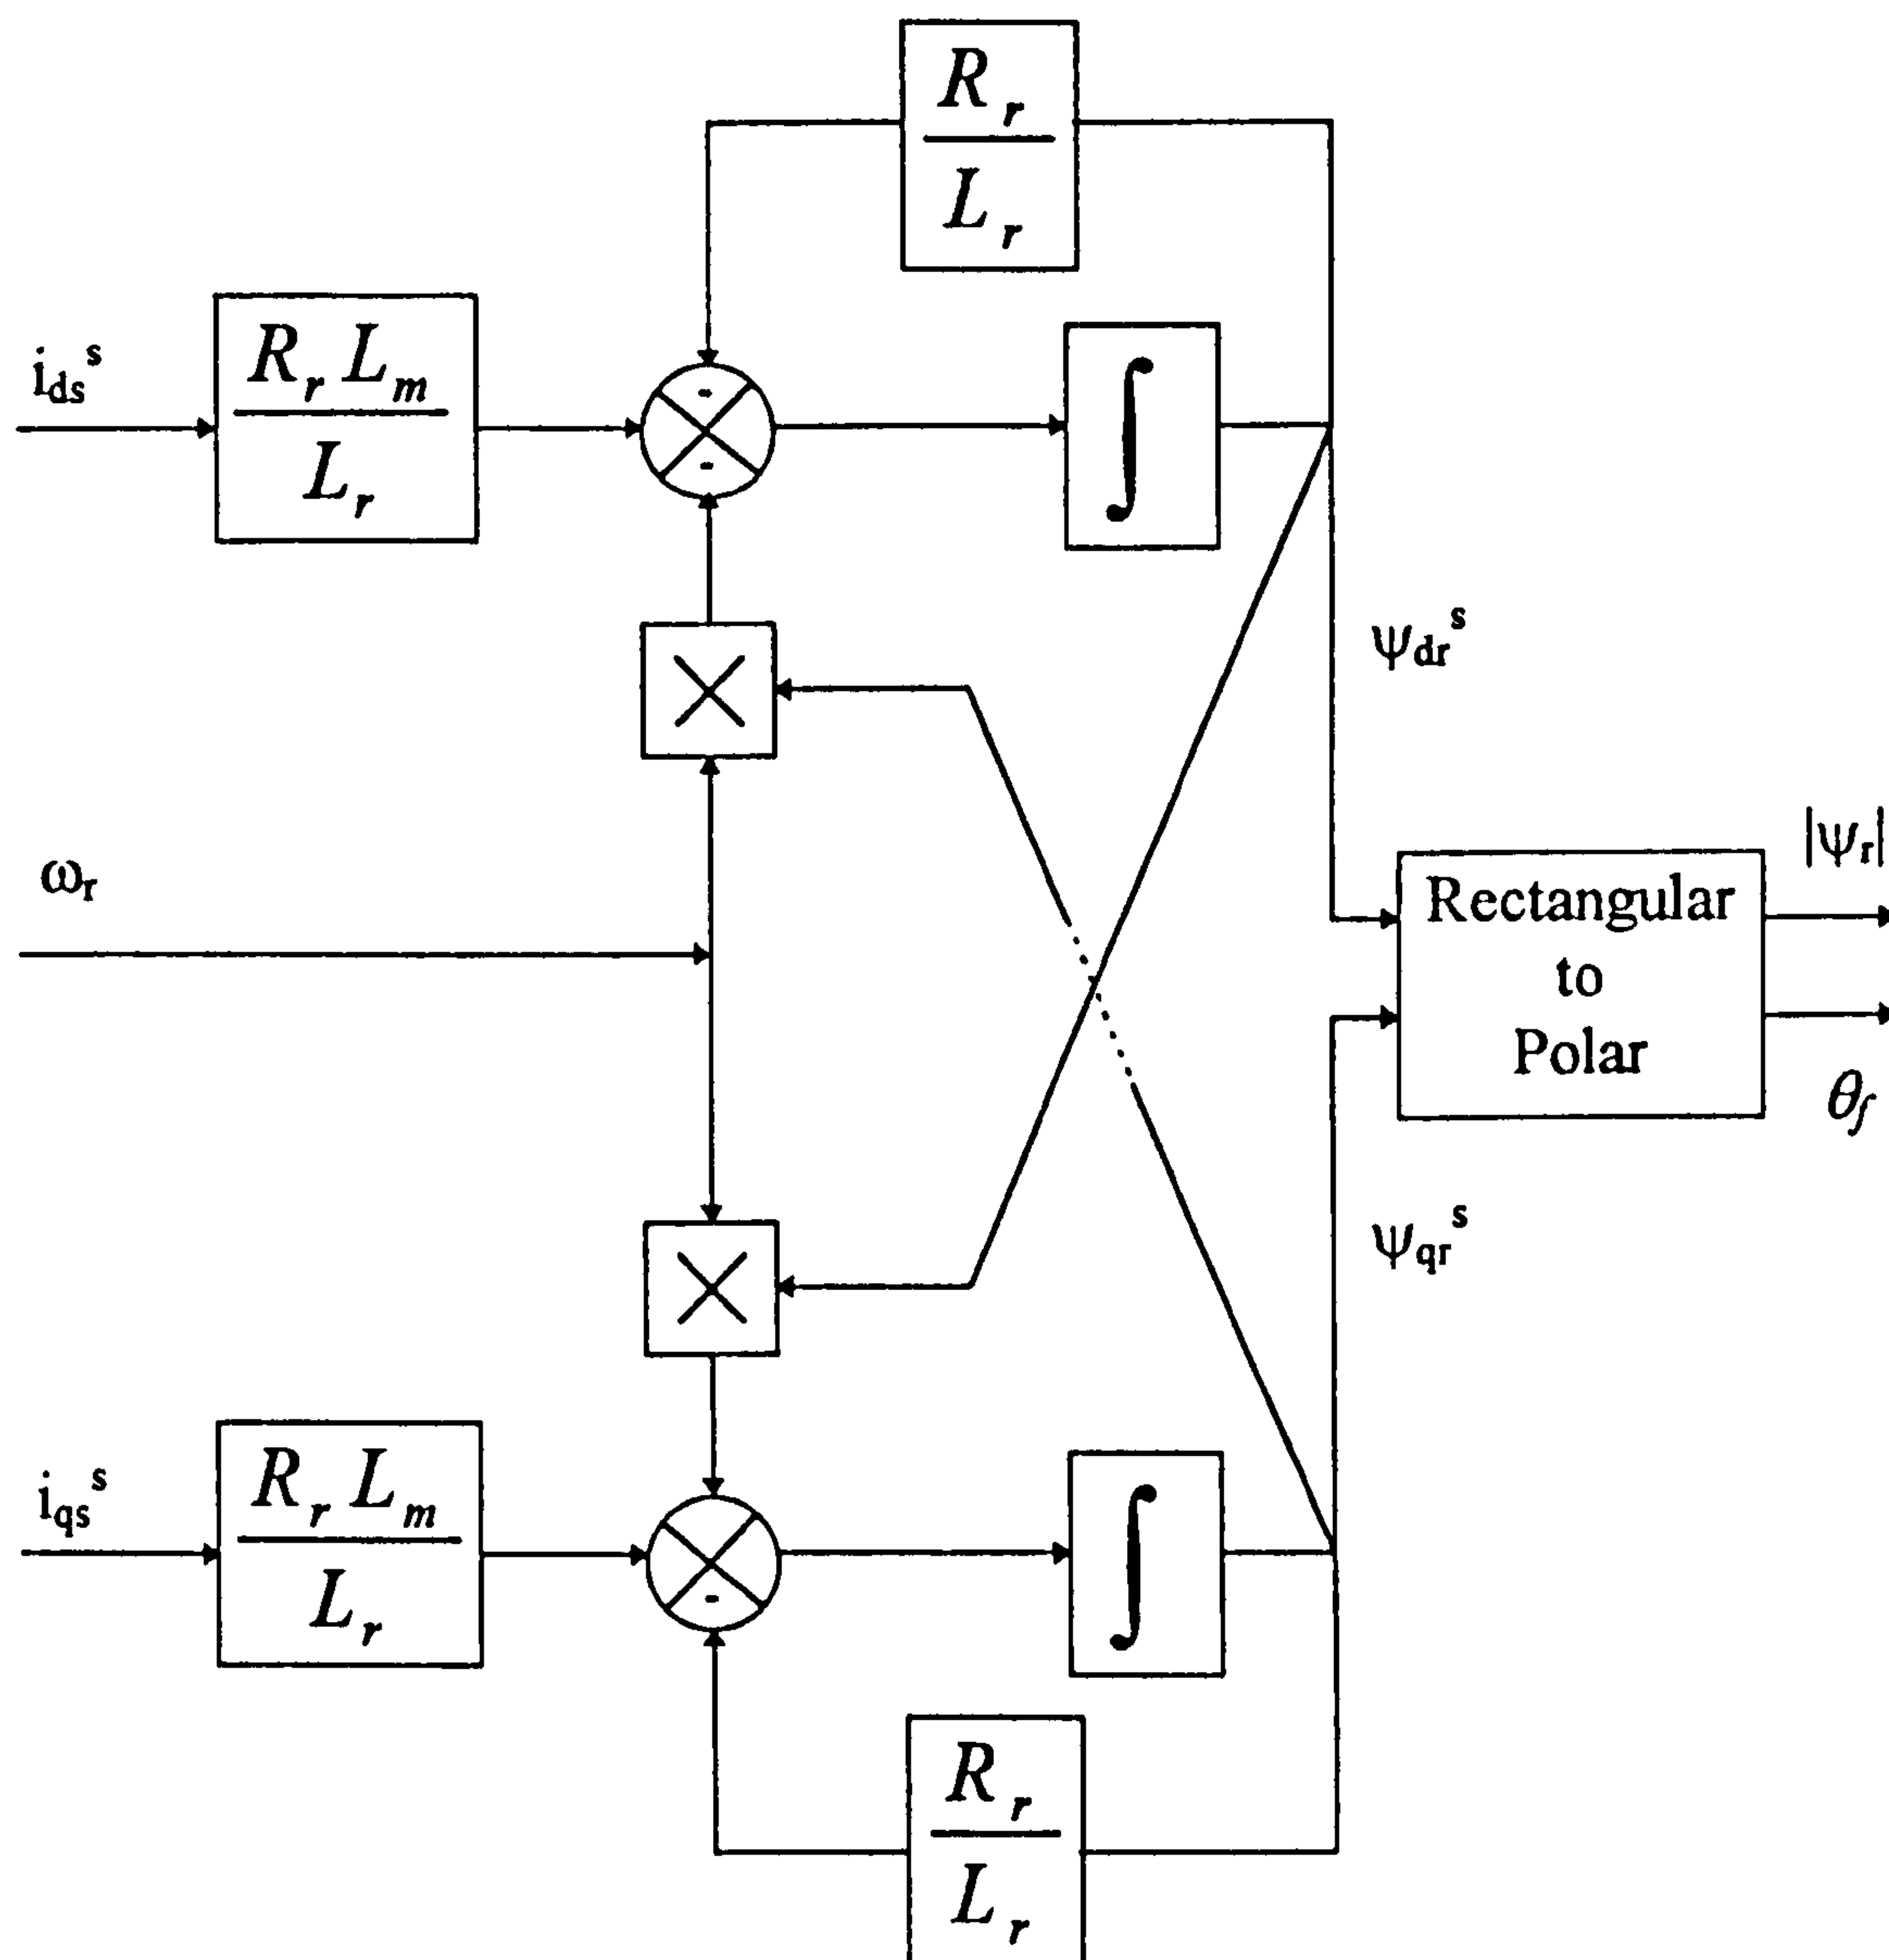 R_r
L_r
i_ds^s
R_r L_m
L_r
-
-
∫
×
ψ_dr^s
ω_r
|ψ_r|
Rectangular
to
Polar
θ_f
×
ψ_qr^s
i_qs^s
R_r L_m
L_r
-
∫
R_r
L_r